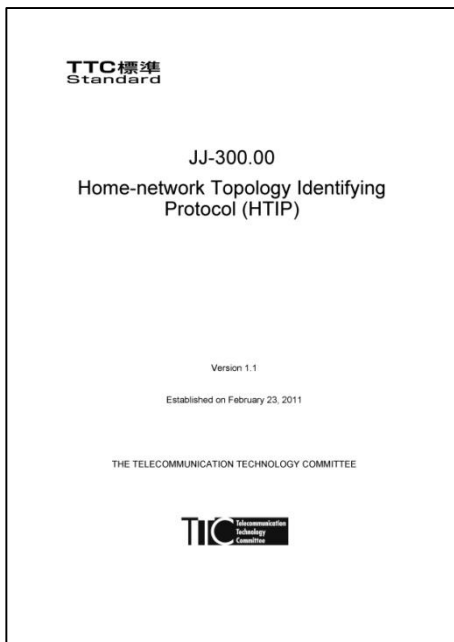 TTC標準
Standard
JJ-300.00
Home-network Topology Identifying
Protocol (HTIP)
Version 1.1
Established on February 23, 2011
THE TELECOMMUNICATION TECHNOLOGY COMMITTEE
TTC Telecommunication
Technology
Committee